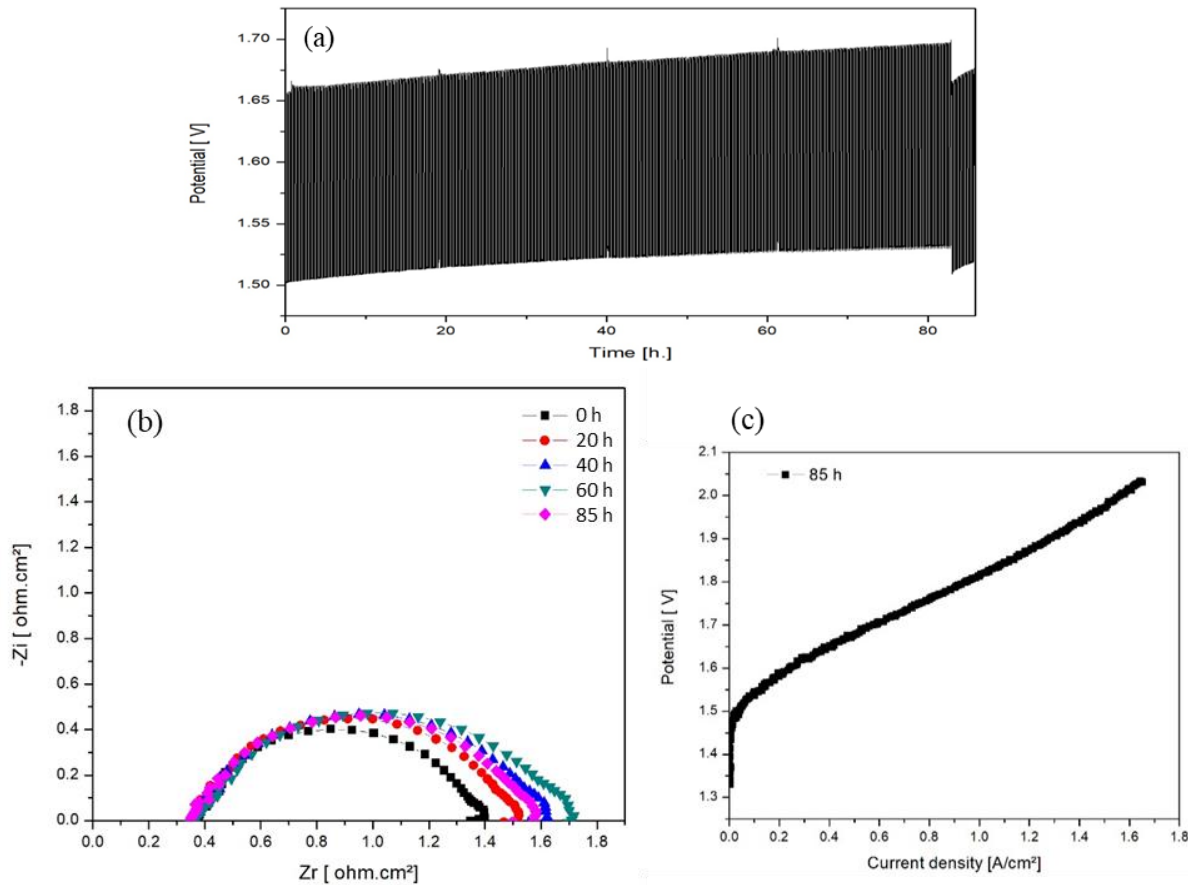 (a)
Potential [ V]
1.70
1.65
1.60
1.55
1.50
0 20 40 60 80
Time [h.]
(b)
-Zi [ ohm.cm²]
1.8
1.6
1.4
1.2
1.0
0.8
0.6
0.4
0.2
0.0
0 h
20 h
40 h
60 h
85 h
0.0 0.2 0.4 0.6 0.8 1.0 1.2 1.4 1.6 1.8
Zr [ ohm.cm²]
(c)
Potential [ V]
2.1
2.0
1.9
1.8
1.7
1.6
1.5
1.4
1.3
85 h
0.0 0.2 0.4 0.6 0.8 1.0 1.2 1.4 1.6 1.8
Current density [A/cm²]